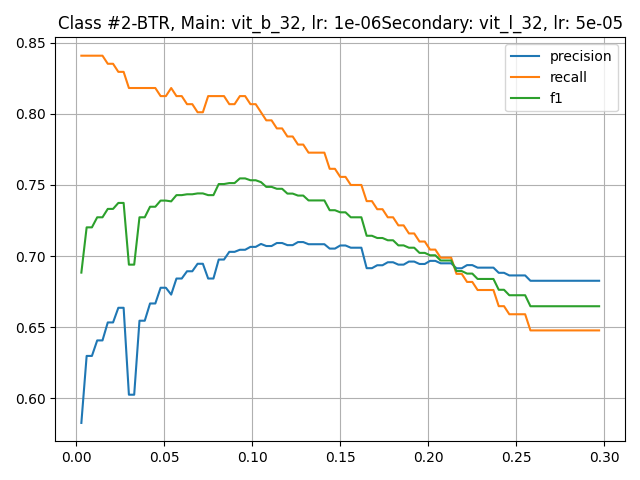 Class #2-BTR, Main: vit_b_32, lr: 1e-06Secondary: vit_l_32, lr: 5e-05
precision
recall
f1
0.85
0.80
0.75
0.70
0.65
0.60
0.00 0.05 0.10 0.15 0.20 0.25 0.30